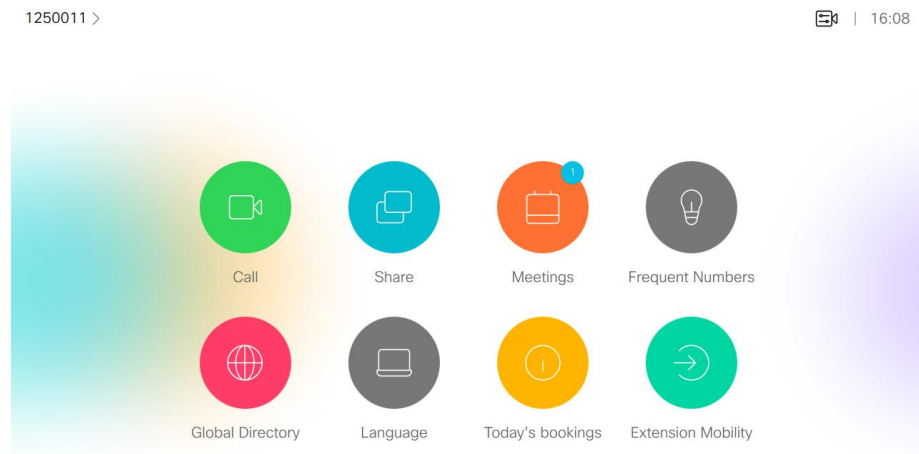 1250011 >
| 16:08
1
Call Share Meetings Frequent Numbers
Global Directory Language Today's bookings Extension Mobility